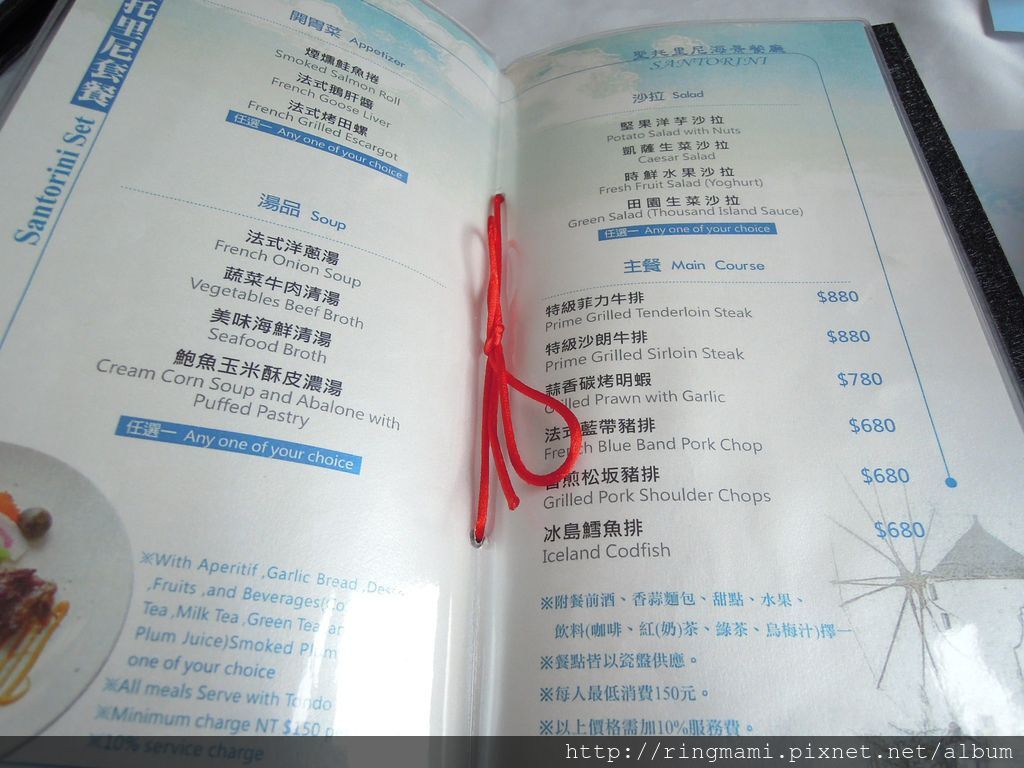 托里尼套餐
Santorini Set
開胃菜 Appetizer
煙燻鮭魚捲
Smoked Salmon Roll
法式鵝肝醬
French Goose Liver
法式烤田螺
French Grilled Escargot
任選一 Any one of your choice
湯品 Soup
法式洋蔥湯
French Onion Soup
蔬菜牛肉清湯
Vegetables Beef Broth
美味海鮮清湯
Seafood Broth
鮑魚玉米酥皮濃湯
Cream Corn Soup and Abalone with
Puffed Pastry
任選一 Any one of your choice
※With Aperitif ,Garlic Bread ,Desse
,Fruits ,and Beverages(Co
Tea ,Milk Tea ,Green Tea an
Plum Juice)Smoked Plum
one of your choice
※All meals Serve with Tondo
※Minimum charge NT $150 p
※10% service charge
聖托里尼海景餐廳
SANTORINI
沙拉 Salad
堅果洋芋沙拉
Potato Salad with Nuts
凱薩生菜沙拉
Caesar Salad
時鮮水果沙拉
Fresh Fruit Salad (Yoghurt)
田園生菜沙拉
Green Salad (Thousand Island Sauce)
任選一 Any one of your choice
主餐 Main Course
特級菲力牛排 $880
Prime Grilled Tenderloin Steak
特級沙朗牛排 $880
Prime Grilled Sirloin Steak
蒜香碳烤明蝦 $780
Grilled Prawn with Garlic
法式藍帶豬排 $680
French Blue Band Pork Chop
香煎松坂豬排 $680
Grilled Pork Shoulder Chops
冰島鱈魚排 $680
Iceland Codfish
※附餐前酒、香蒜麵包、甜點、水果、
飲料(咖啡、紅(奶)茶、綠茶、烏梅汁)擇一
※餐點皆以瓷盤供應。
※每人最低消費150元。
※以上價格需加10%服務費。
http://ringmami.pixnet.net/album